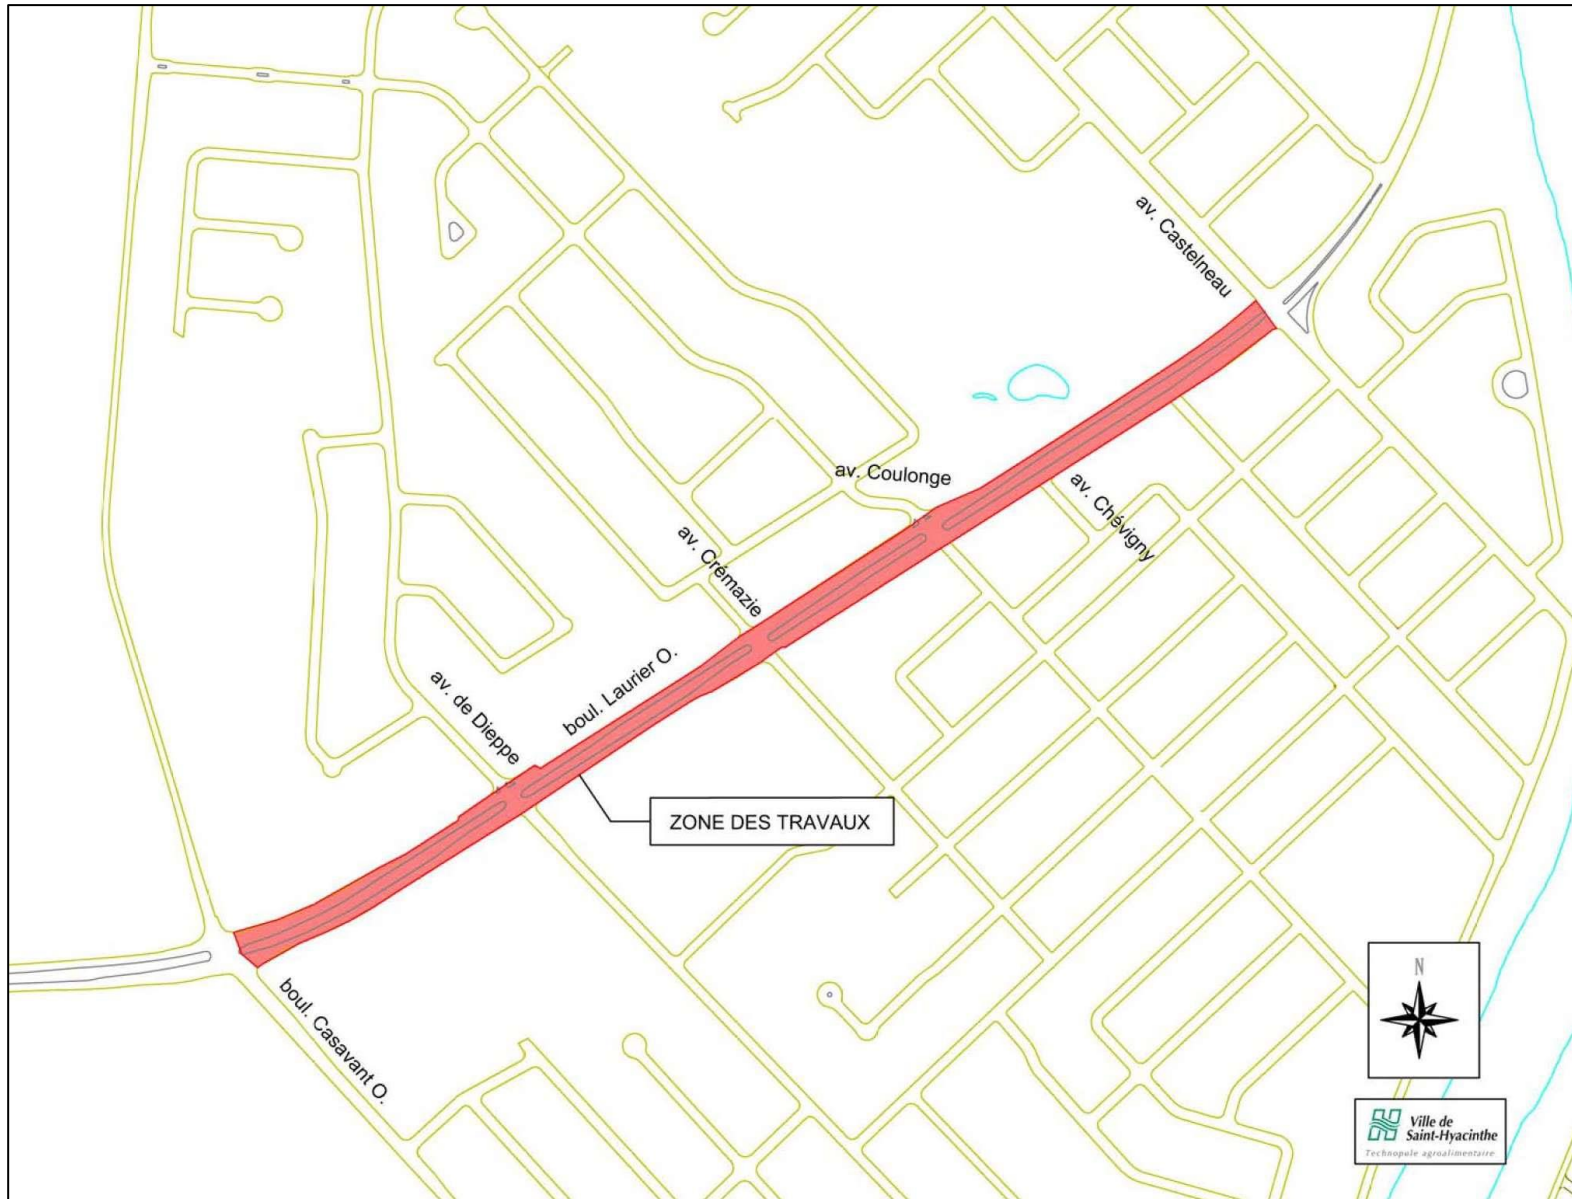 av. Castelneau
av. Coulonge
av. Chévigny
av. Crémazie
boul. Laurier O.
av. de Dieppe
ZONE DES TRAVAUX
boul. Casavant O.
N
Ville de
Saint-Hyacinthe
Technopole agroalimentaire